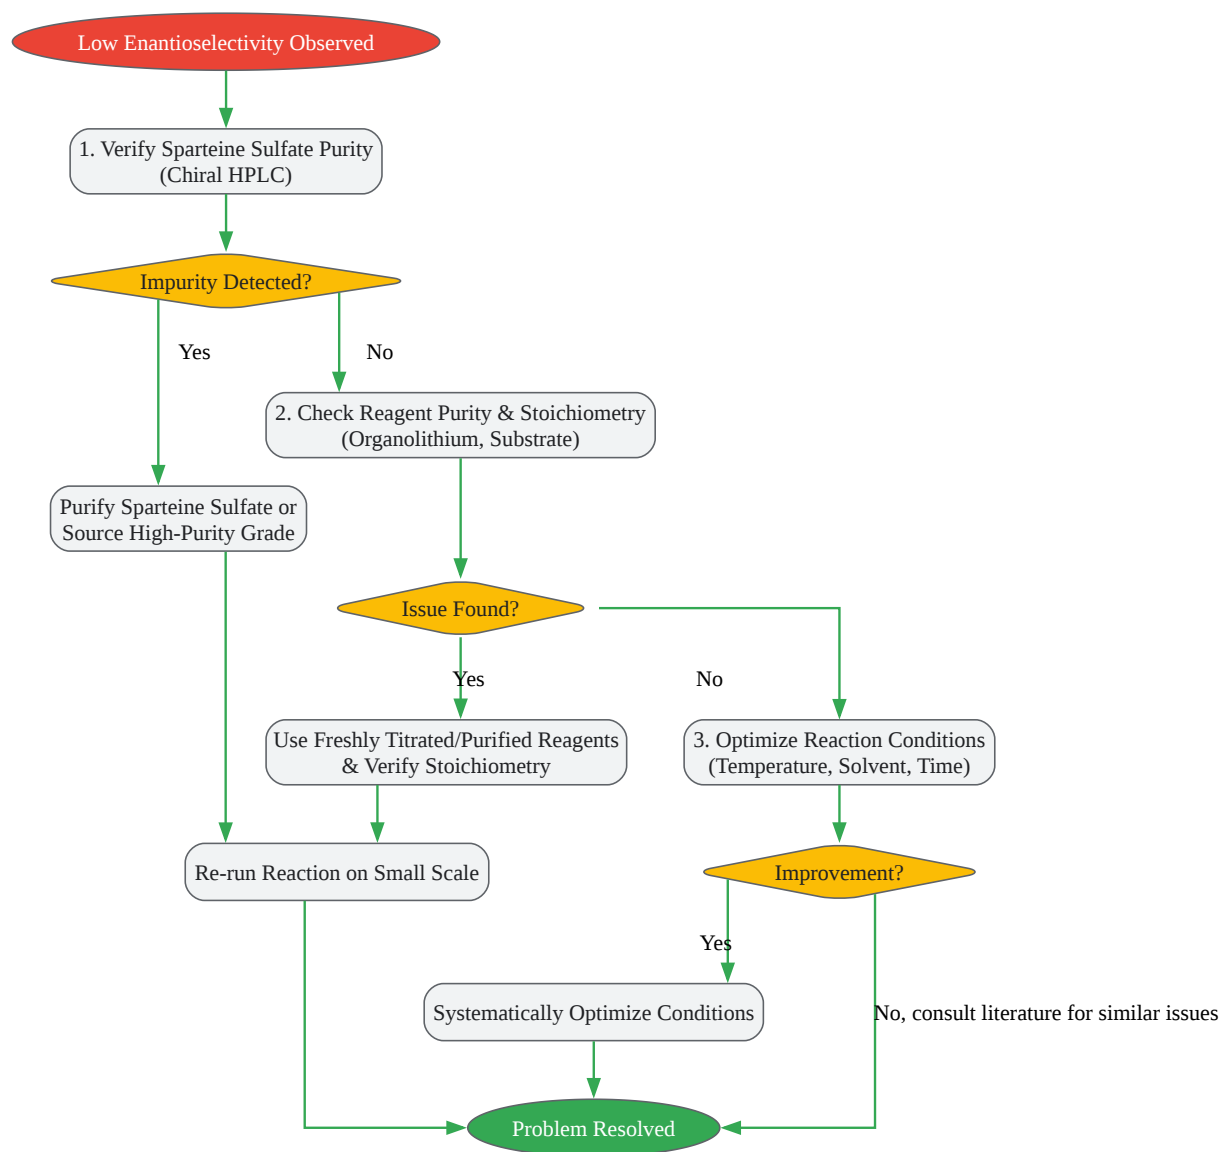 Low Enantioselectivity Observed
1. Verify Sparteine Sulfate Purity
(Chiral HPLC)
Impurity Detected?
Yes
No
2. Check Reagent Purity & Stoichiometry
(Organolithium, Substrate)
Purify Sparteine Sulfate or
Source High-Purity Grade
Issue Found?
Yes
No
Use Freshly Titrated/Purified Reagents
& Verify Stoichiometry
3. Optimize Reaction Conditions
(Temperature, Solvent, Time)
Re-run Reaction on Small Scale
Improvement?
Yes
Systematically Optimize Conditions
No, consult literature for similar issues
Problem Resolved